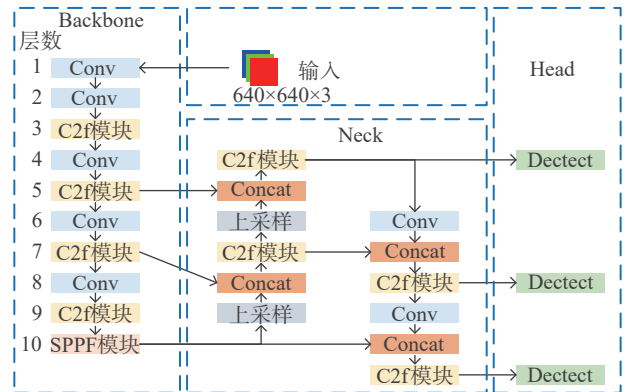 Backbone
层数
1 Conv
2 Conv
3 C2f模块
4 Conv
5 C2f模块
6 Conv
7 C2f模块
8 Conv
9 C2f模块
10 SPPF模块
输入
640×640×3
Neck
C2f模块
Concat
上采样
C2f模块
Concat
上采样
Conv
Concat
C2f模块
Conv
Concat
C2f模块
Head
Dectect
Dectect
Dectect